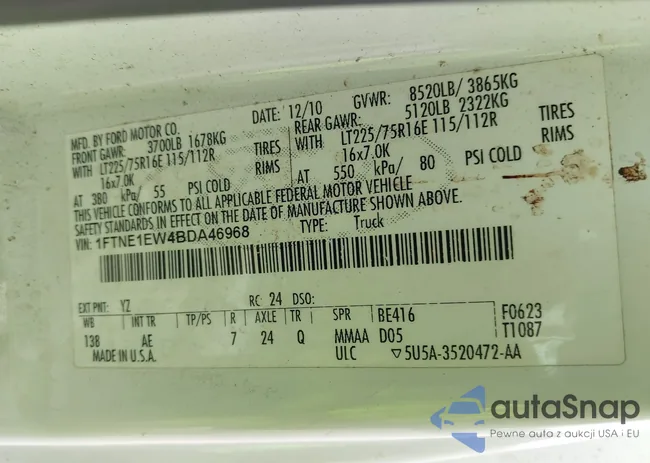 MFD. BY FORD MOTOR CO. DATE: 12/10 GVWR: 8520LB/ 3865KG
FRONT GAWR: 3700LB 1678KG REAR GAWR: 5120LB 2322KG
WITH LT225/75R16E 115/112R TIRES WITH LT225/75R16E 115/112R TIRES
16x7.0K RIMS 16x7.0K RIMS
AT 380 kPa/ 55 PSI COLD AT 550 kPa/ 80 PSI COLD
THIS VEHICLE CONFORMS TO ALL APPLICABLE FEDERAL MOTOR VEHICLE
SAFETY STANDARDS IN EFFECT ON THE DATE OF MANUFACTURE SHOWN ABOVE.
VIN: 1FTNE1EW4BDA46968 TYPE: Truck
EXT PNT: YZ RC: 24 DSO:
WB INT TR TP/PS R AXLE TR SPR BE416 F0623
138 AE 7 24 Q MMAA D05 T1087
MADE IN U.S.A. ULC 5U5A-3520472-AA
autaSnap
Pewne auta z aukcji USA i EU